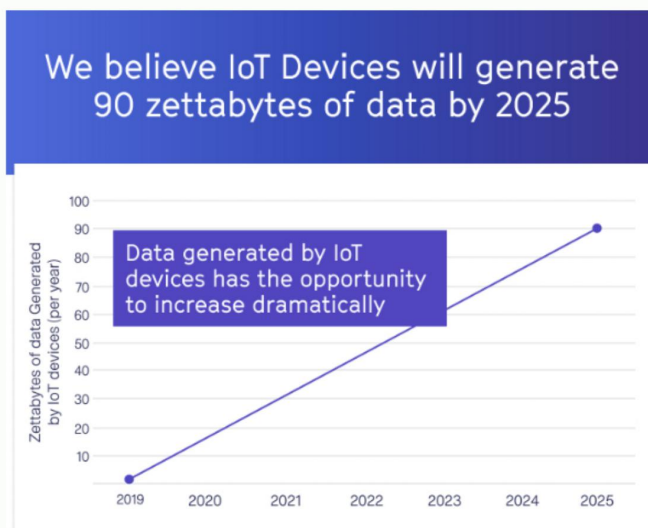 We believe IoT Devices will generate
90 zettabytes of data by 2025
Zettabytes of data Generated
by IoT devices (per year)
100
90
80
70
60
50
40
30
20
10
Data generated by IoT
devices has the opportunity
to increase dramatically
2019 2020 2021 2022 2023 2024 2025